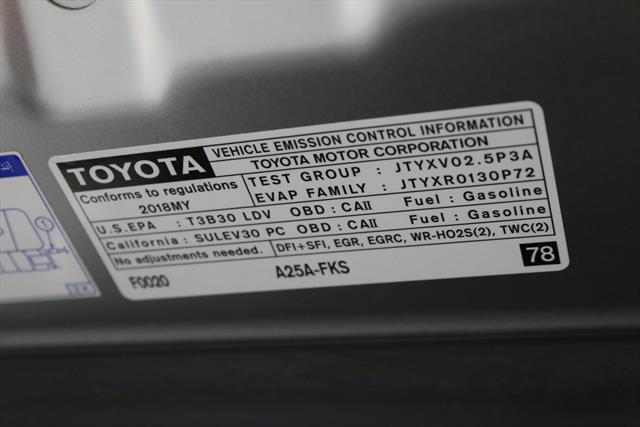 TOYOTA
VEHICLE EMISSION CONTROL INFORMATION
TOYOTA MOTOR CORPORATION
Conforms to regulations
2018MY
TEST GROUP : JTYXV02.5P3A
EVAP FAMILY : JTYXR0130P72
U.S.EPA : T3B30 LDV OBD : CAII Fuel : Gasoline
California : SULEV30 PC OBD : CAII Fuel : Gasoline
No adjustments needed. DFI+SFI, EGR, EGRC, WR-HO2S(2), TWC(2)
F0020 A25A-FKS 78